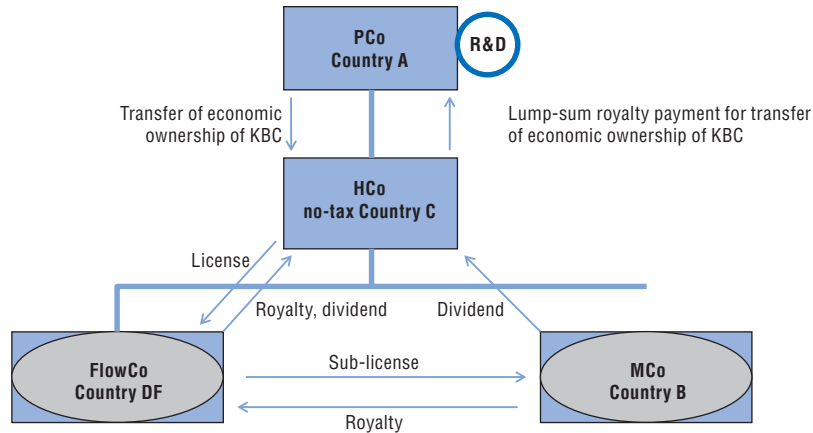 PCo
Country A
R&D
Transfer of economic
ownership of KBC
Lump-sum royalty payment for transfer
of economic ownership of KBC
HCo
no-tax Country C
License
Royalty, dividend
Dividend
FlowCo
Country DF
Sub-license
MCo
Country B
Royalty